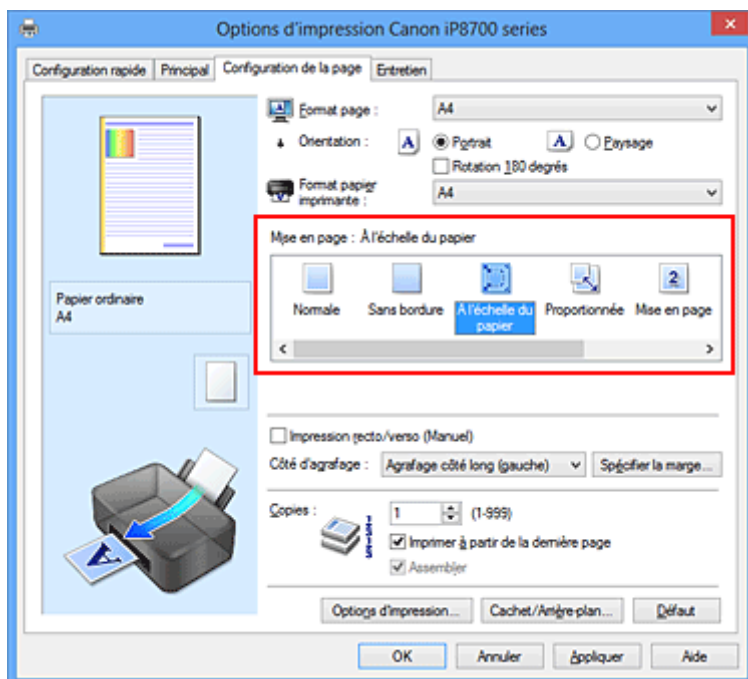 Options d'impression Canon iP8700 series
Configuration rapide Principal Configuration de la page Entretien
Format page : A4
Orientation : A Portrait A Paysage
Rotation 180 degrés
Format papier
imprimante : A4
Mise en page : À l'échelle du papier
Papier ordinaire
A4
Normale Sans bordure À l'échelle du
papier Proportionnée 2 Mise en page
Impression recto/verso (Manuel)
Côté d'agrafage : Agrafage côté long (gauche) Spécifier la marge...
Copies : 1 (1-999)
Imprimer à partir de la dernière page
Assembler
A
Options d'impression... Cachet/Arrière-plan... Défaut
OK Annuler Appliquer Aide